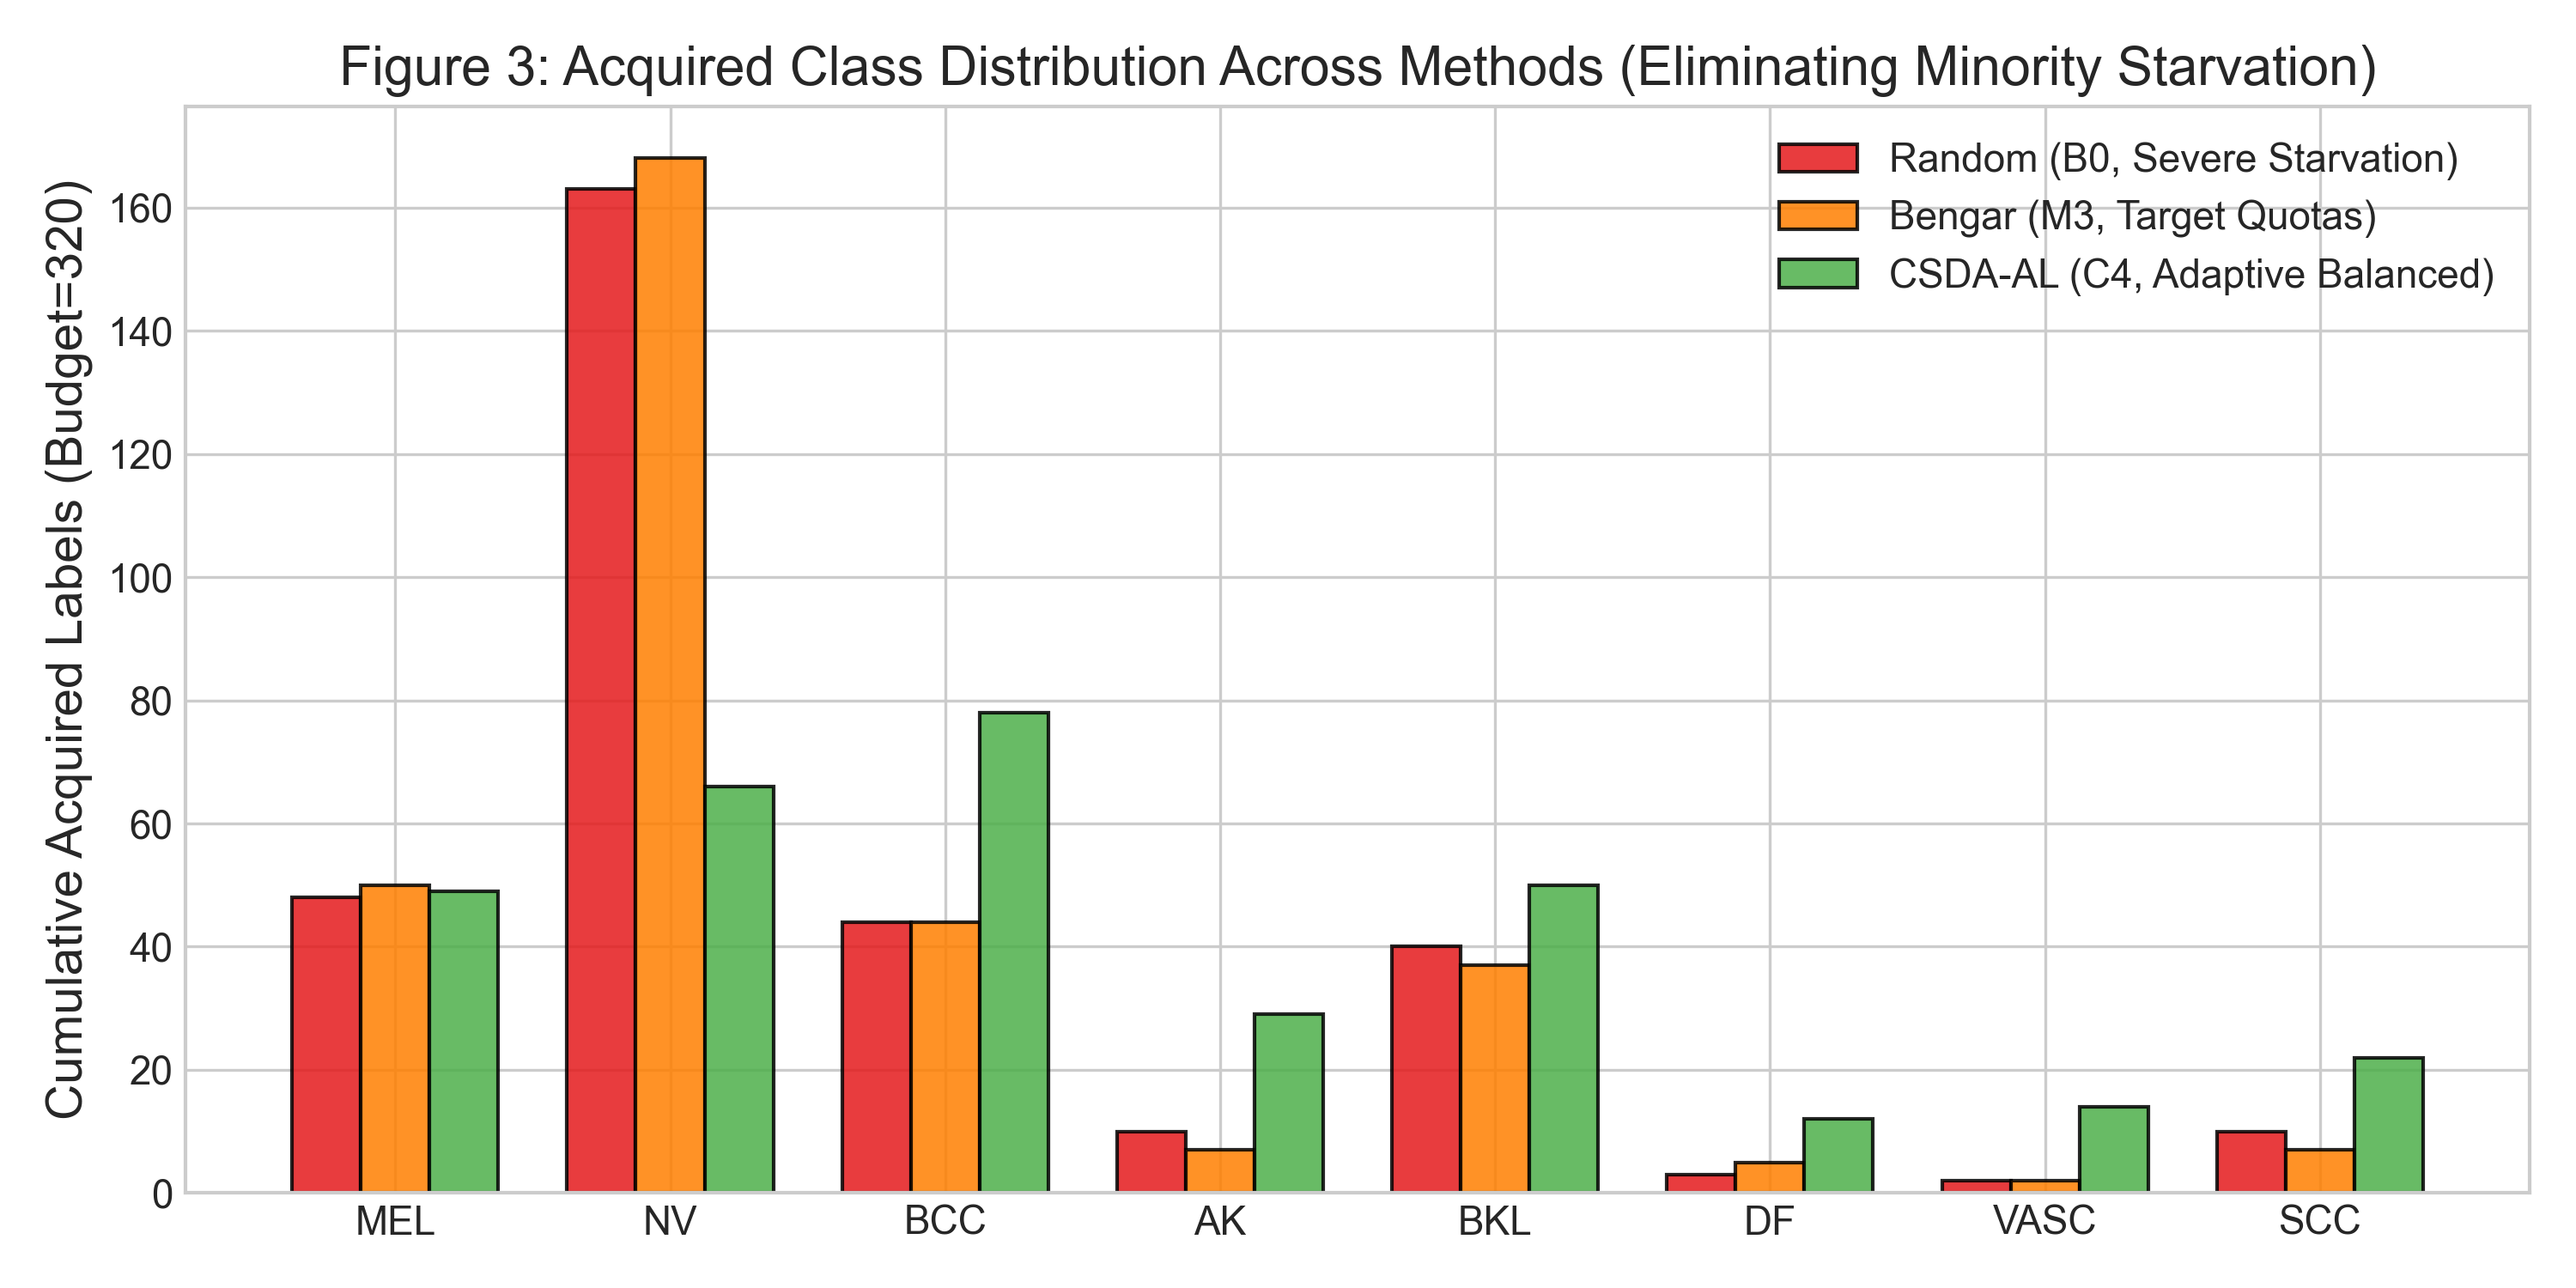 Figure 3: Acquired Class Distribution Across Methods (Eliminating Minority Starvation)
Random (B0, Severe Starvation)
Bengar (M3, Target Quotas)
CSDA-AL (C4, Adaptive Balanced)
Cumulative Acquired Labels (Budget=320)
160
140
120
100
80
60
40
20
0
MEL NV BCC AK BKL DF VASC SCC